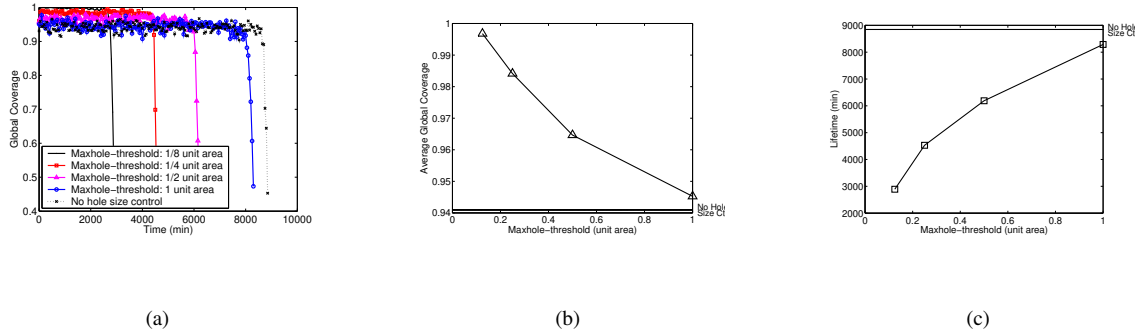 1
0.9
0.8
0.7
0.6
0.5
0.4
Global Coverage
Maxhole-threshold: 1/8 unit area
Maxhole-threshold: 1/4 unit area
Maxhole-threshold: 1/2 unit area
Maxhole-threshold: 1 unit area
No hole size control
0 2000 4000 6000 8000 10000
Time (min)
(a)
1
0.99
0.98
0.97
0.96
0.95
0.94
Average Global Coverage
No Hole
Size Ct
0 0.2 0.4 0.6 0.8 1
Maxhole-threshold (unit area)
(b)
9000
8000
7000
6000
5000
4000
3000
2000
Lifetime (min)
No Hole
Size Ct
0 0.2 0.4 0.6 0.8 1
Maxhole-threshold (unit area)
(c)